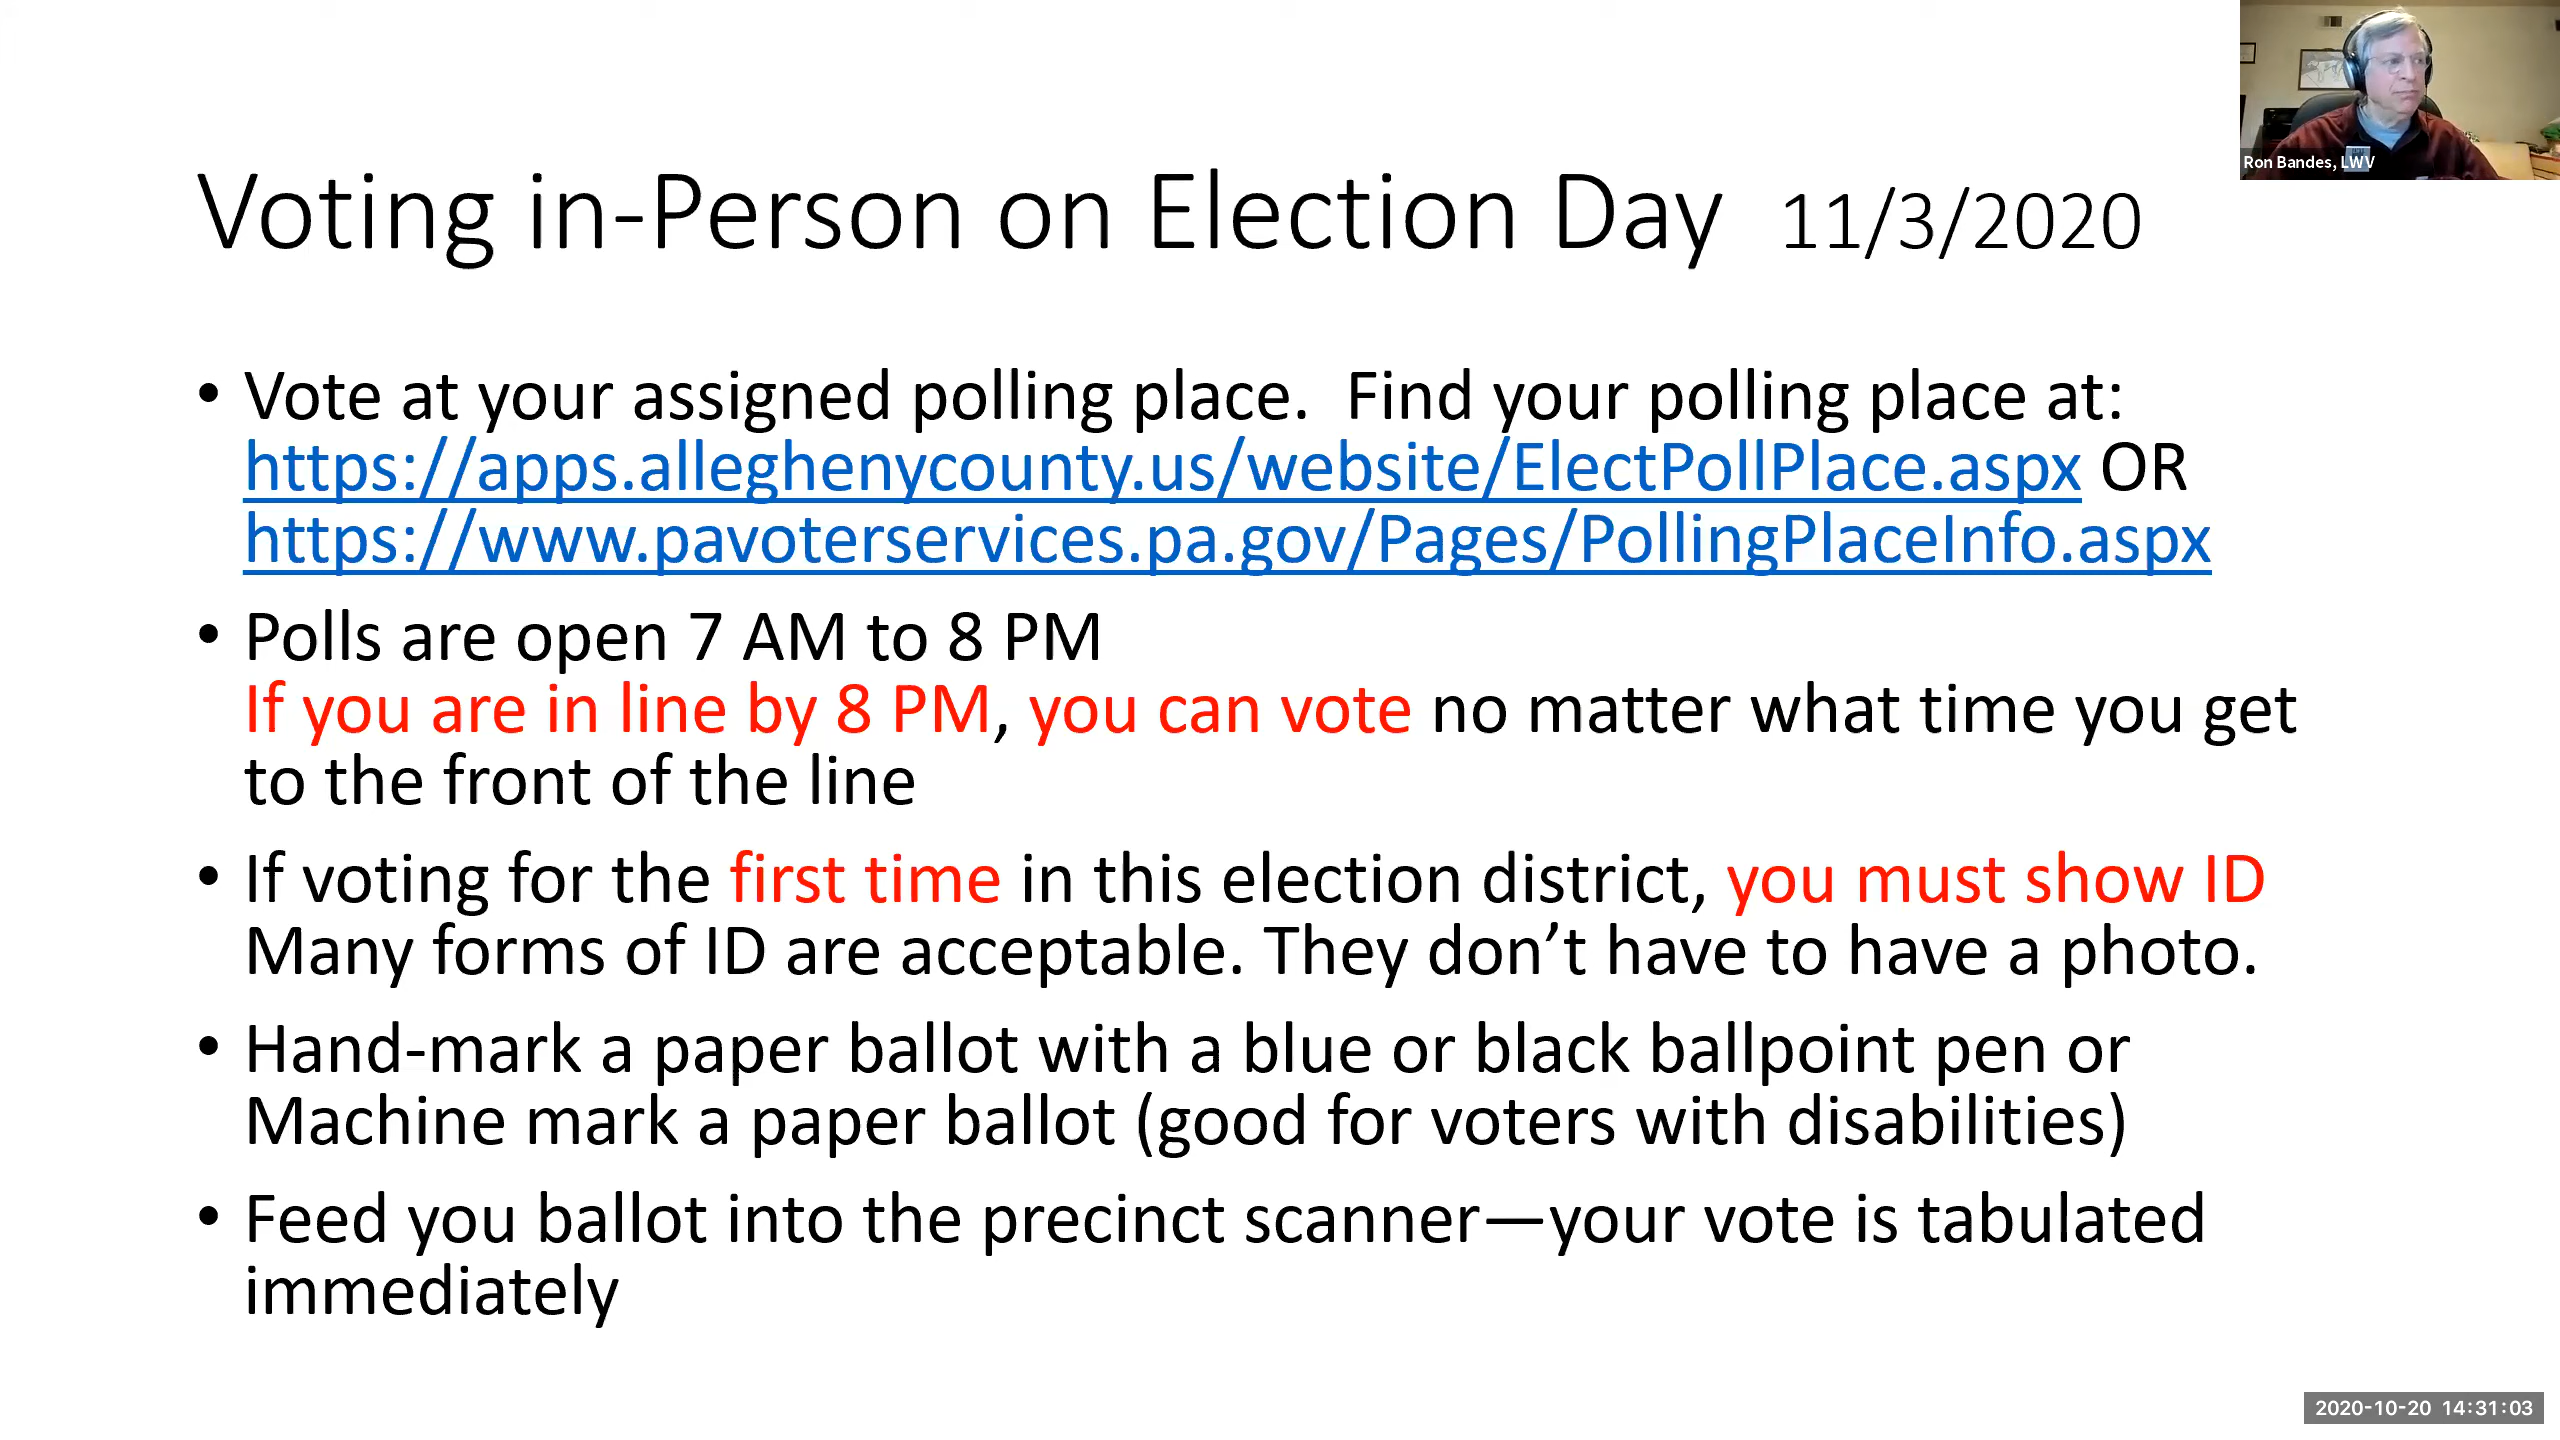 Ron Bandes, LWV
Voting in-Person on Election Day 11/3/2020
• Vote at your assigned polling place.  Find your polling place at:
https://apps.alleghenycounty.us/website/ElectPollPlace.aspx OR
https://www.pavoterservices.pa.gov/Pages/PollingPlaceInfo.aspx
• Polls are open 7 AM to 8 PM
If you are in line by 8 PM, you can vote no matter what time you get
to the front of the line
• If voting for the first time in this election district, you must show ID
Many forms of ID are acceptable. They don’t have to have a photo.
• Hand-mark a paper ballot with a blue or black ballpoint pen or
Machine mark a paper ballot (good for voters with disabilities)
• Feed you ballot into the precinct scanner—your vote is tabulated
immediately
2020-10-20 14:31:03